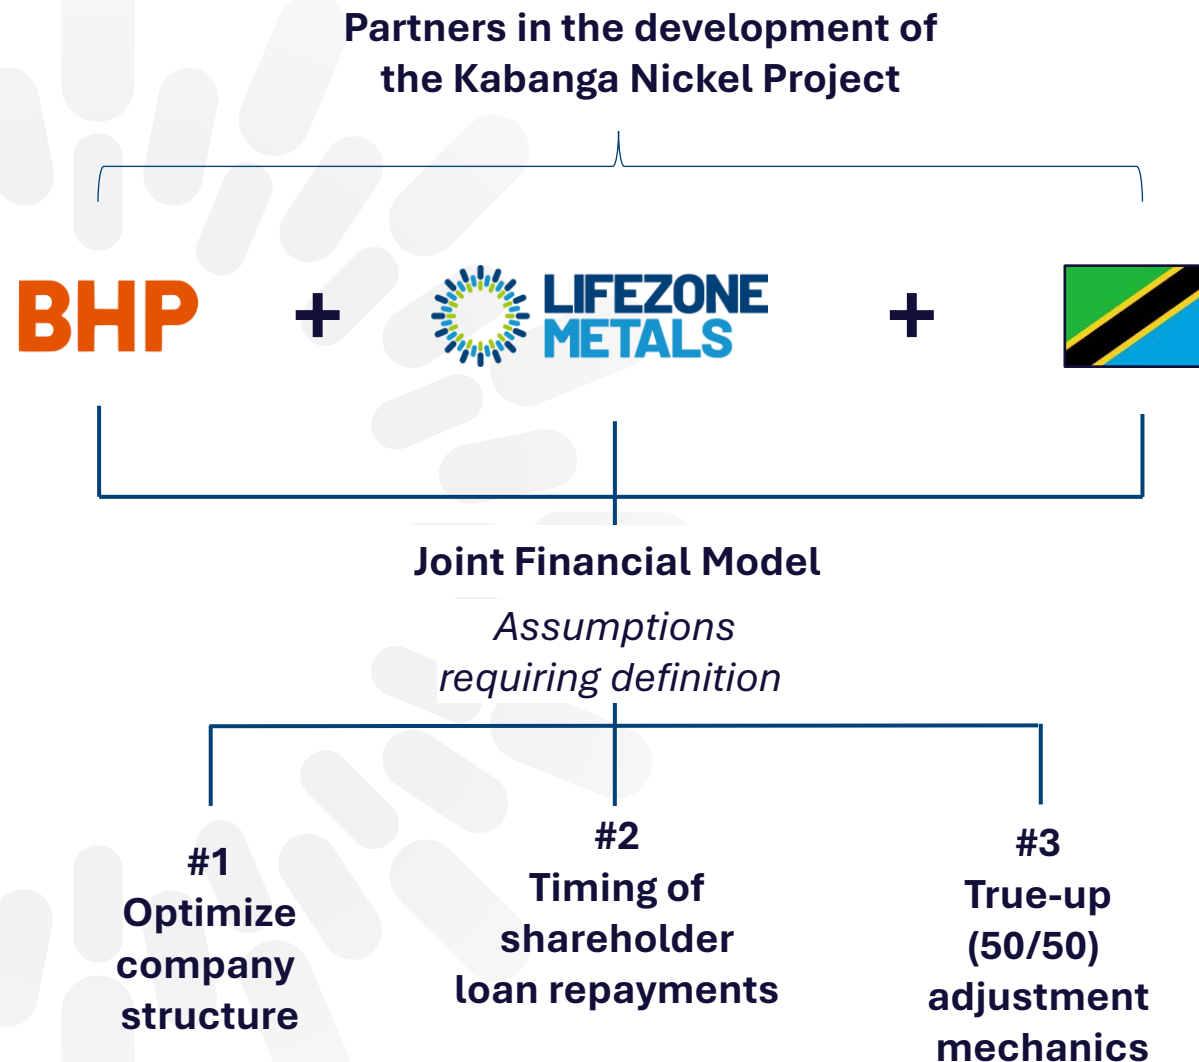 Partners in the development of
the Kabanga Nickel Project
BHP
+
LIFEZONE
METALS
+
Joint Financial Model
Assumptions
requiring definition
#1
Optimize
company
structure
#2
Timing of
shareholder
loan repayments
#3
True-up
(50/50)
adjustment
mechanics